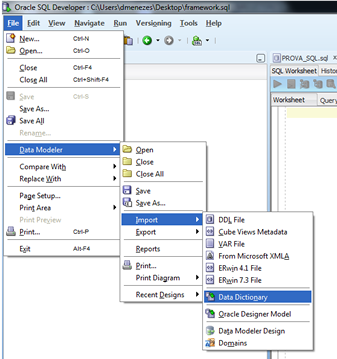 Oracle SQL Developer : C:\Users\dmenezes\Desktop\framework.sql
File Edit View Navigate Run Versioning Tools Help
New... Ctrl-N
Open... Ctrl-O
Close Ctrl-F4
Close All Ctrl+Shift-F4
Save Ctrl-S
Save As...
Save All
Rename...
Data Modeler
Compare With
Replace With
Page Setup...
Print Area
Print Preview
Print... Ctrl-P
Exit Alt-F4
Open
Close
Close All
Save
Save As...
Import
Export
Reports
Print...
Print Diagram
Recent Designs
DDL File
Cube Views Metadata
VAR File
From Microsoft XMLA
ERwin 4.1 File
ERwin 7.3 File
Data Dictionary
Oracle Designer Model
Data Modeler Design
Domains
PROVA_SQL.sql
SQL Worksheet Histor
Worksheet Query